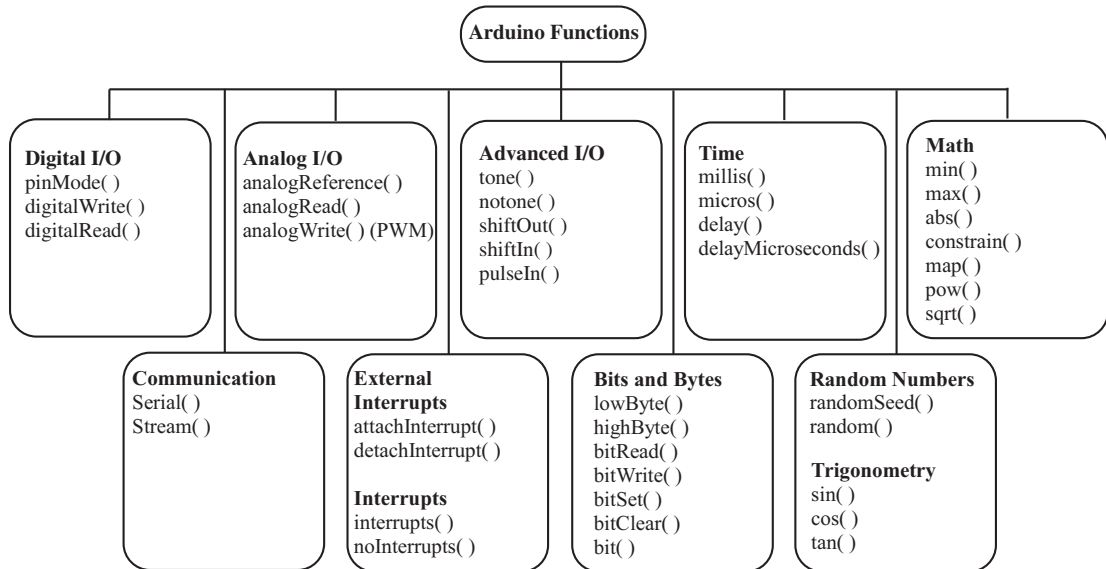 Arduino Functions
Digital I/O
pinMode( )
digitalWrite( )
digitalRead( )
Analog I/O
analogReference( )
analogRead( )
analogWrite( ) (PWM)
Advanced I/O
tone( )
notone( )
shiftOut( )
shiftIn( )
pulseIn( )
Time
millis( )
micros( )
delay( )
delayMicroseconds( )
Math
min( )
max( )
abs( )
constrain( )
map( )
pow( )
sqrt( )
Communication
Serial( )
Stream( )
External
Interrupts
attachInterrupt( )
detachInterrupt( )
Interrupts
interrupts( )
noInterrupts( )
Bits and Bytes
lowByte( )
highByte( )
bitRead( )
bitWrite( )
bitSet( )
bitClear( )
bit( )
Random Numbers
randomSeed( )
random( )
Trigonometry
sin( )
cos( )
tan( )